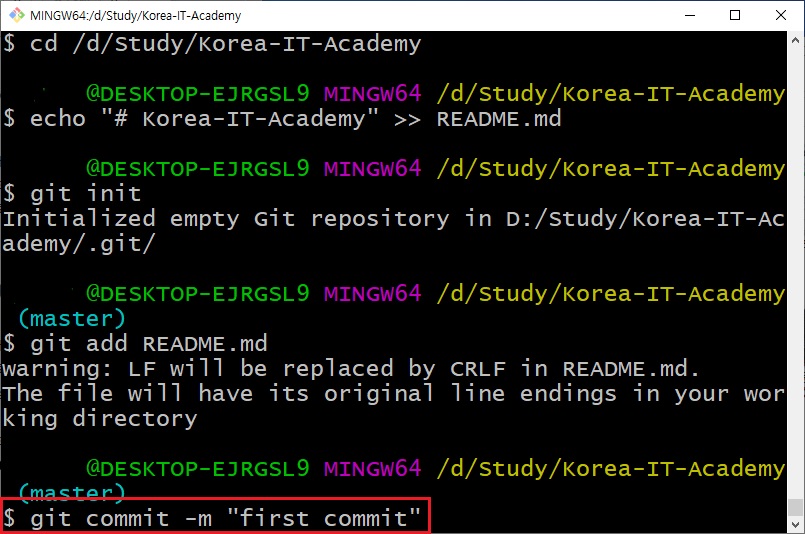 MINGW64:/d/Study/Korea-IT-Academy
$ cd /d/Study/Korea-IT-Academy
@DESKTOP-EJRGSL9 MINGW64 /d/Study/Korea-IT-Academy
$ echo "# Korea-IT-Academy" >> README.md
@DESKTOP-EJRGSL9 MINGW64 /d/Study/Korea-IT-Academy
$ git init
Initialized empty Git repository in D:/Study/Korea-IT-Ac
ademy/.git/
@DESKTOP-EJRGSL9 MINGW64 /d/Study/Korea-IT-Academy
(master)
$ git add README.md
warning: LF will be replaced by CRLF in README.md.
The file will have its original line endings in your wor
king directory
@DESKTOP-EJRGSL9 MINGW64 /d/Study/Korea-IT-Academy
(master)
$ git commit -m "first commit"